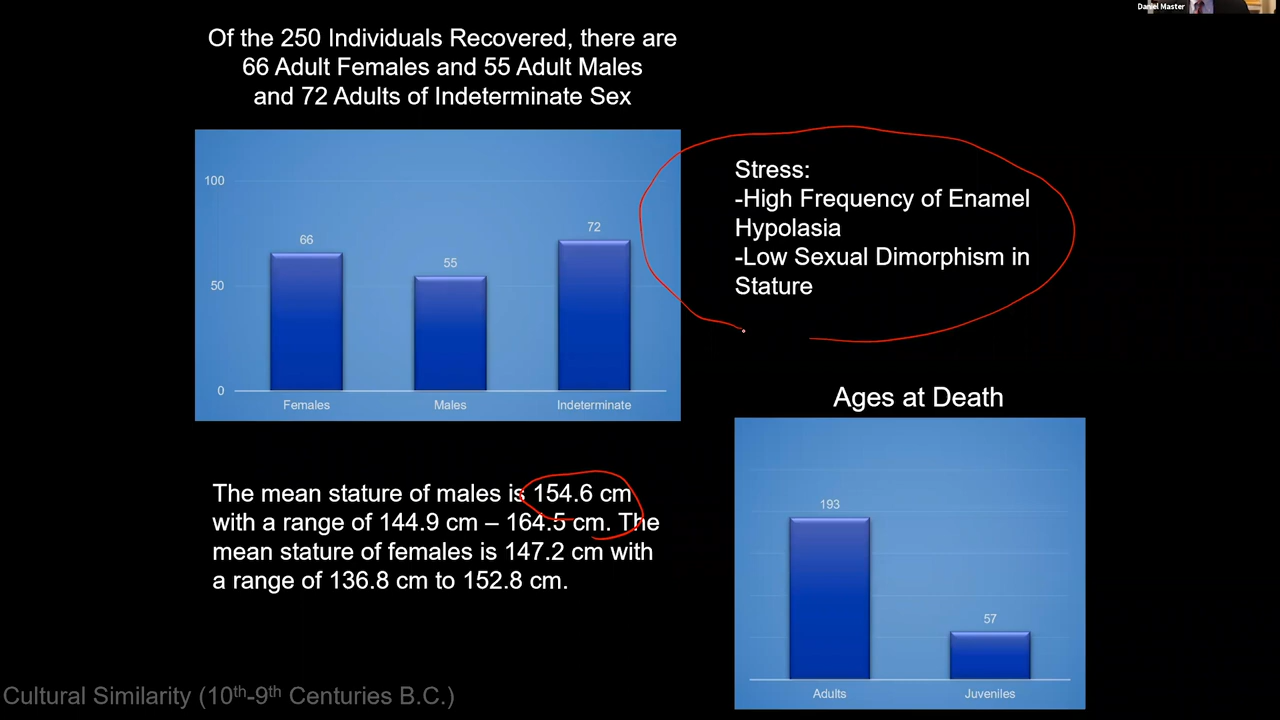 Daniel Master
Of the 250 Individuals Recovered, there are
66 Adult Females and 55 Adult Males
and 72 Adults of Indeterminate Sex
100
50
0
66
55
72
Females
Males
Indeterminate
Stress:
-High Frequency of Enamel
Hypolasia
-Low Sexual Dimorphism in
Stature
The mean stature of males is 154.6 cm
with a range of 144.9 cm – 164.5 cm. The
mean stature of females is 147.2 cm with
a range of 136.8 cm to 152.8 cm.
Ages at Death
193
57
Adults
Juveniles
Cultural Similarity (10th-9th Centuries B.C.)